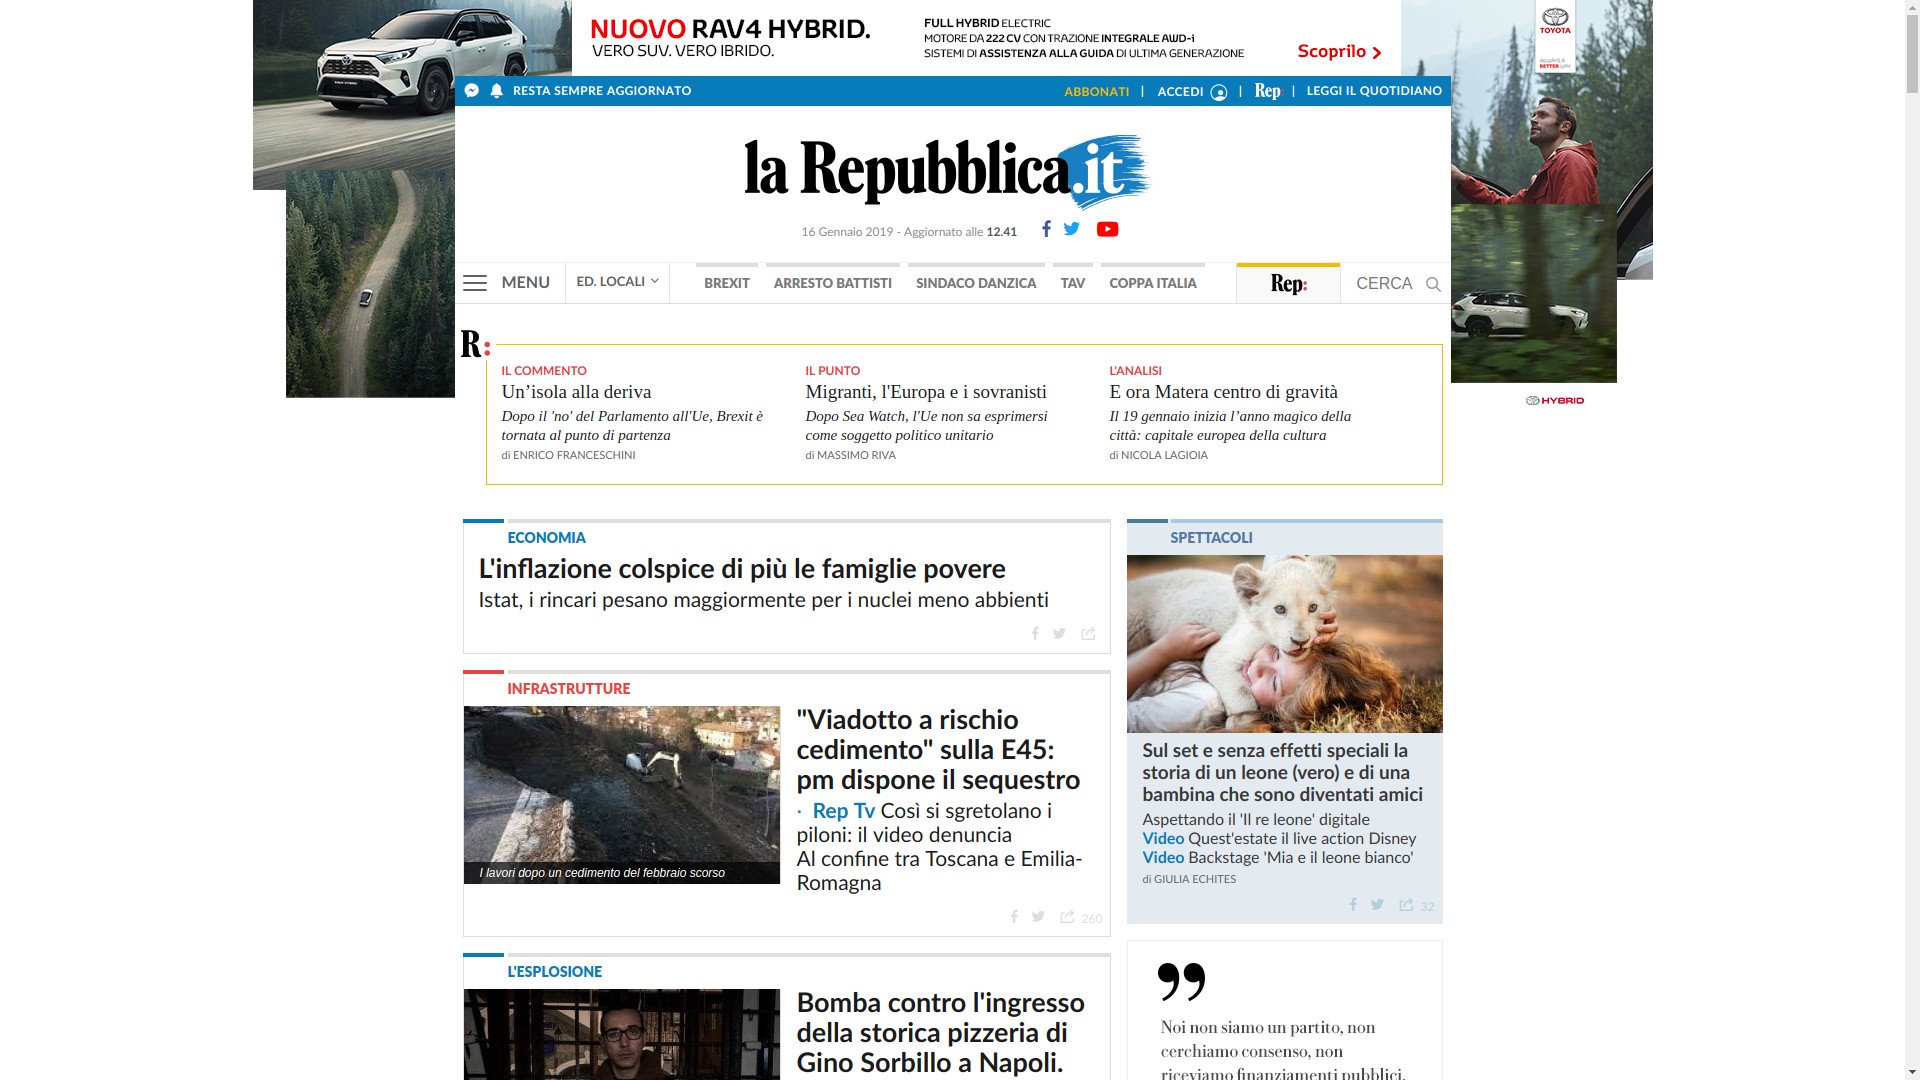 NUOVO RAV4 HYBRID.
VERO SUV. VERO IBRIDO.
FULL HYBRID ELECTRIC
MOTORE DA 222 CV CON TRAZIONE INTEGRALE AWD-i
SISTEMI DI ASSISTENZA ALLA GUIDA DI ULTIMA GENERAZIONE
Scoprilo
TOYOTA
ALWAYS A
BETTER WAY
RESTA SEMPRE AGGIORNATO
ABBONATI | ACCEDI | Rep: | LEGGI IL QUOTIDIANO
la Repubblica.it
16 Gennaio 2019 - Aggiornato alle 12.41
MENU
ED. LOCALI
BREXIT
ARRESTO BATTISTI
SINDACO DANZICA
TAV
COPPA ITALIA
Rep:
CERCA
HYBRID
R:
IL COMMENTO
Un’isola alla deriva
Dopo il 'no' del Parlamento all'Ue, Brexit è
tornata al punto di partenza
di ENRICO FRANCESCHINI
IL PUNTO
Migranti, l'Europa e i sovranisti
Dopo Sea Watch, l'Ue non sa esprimersi
come soggetto politico unitario
di MASSIMO RIVA
L'ANALISI
E ora Matera centro di gravità
Il 19 gennaio inizia l’anno magico della
città: capitale europea della cultura
di NICOLA LAGIOIA
ECONOMIA
L'inflazione colspice di più le famiglie povere
Istat, i rincari pesano maggiormente per i nuclei meno abbienti
INFRASTRUTTURE
I lavori dopo un cedimento del febbraio scorso
"Viadotto a rischio
cedimento" sulla E45:
pm dispone il sequestro
· Rep Tv Così si sgretolano i
piloni: il video denuncia
Al confine tra Toscana e Emilia-
Romagna
260
L'ESPLOSIONE
Bomba contro l'ingresso
della storica pizzeria di
Gino Sorbillo a Napoli.
SPETTACOLI
Sul set e senza effetti speciali la
storia di un leone (vero) e di una
bambina che sono diventati amici
Aspettando il 'Il re leone' digitale
Video Quest'estate il live action Disney
Video Backstage 'Mia e il leone bianco'
di GIULIA ECHITES
32
”
Noi non siamo un partito, non
cerchiamo consenso, non
riceviamo finanziamenti pubblici,